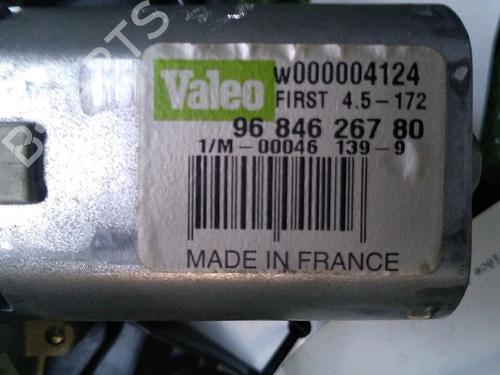 Valeo
W000004124
FIRST 4.5-172
96 846 267 80
1/M-00046 139-9
MADE IN FRANCE